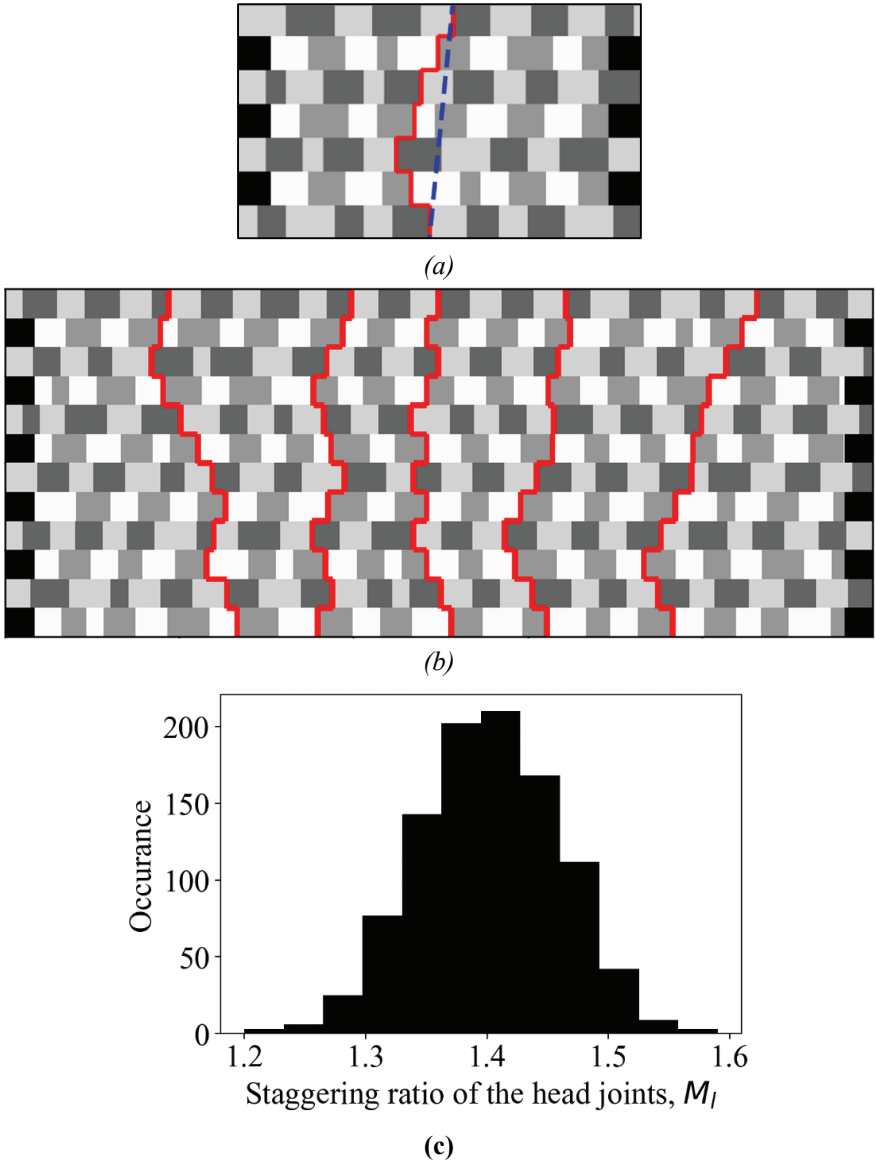 (a)
(b)
200
150
100
50
0
Occurance
1.2 1.3 1.4 1.5 1.6
Staggering ratio of the head joints, M_l
(c)